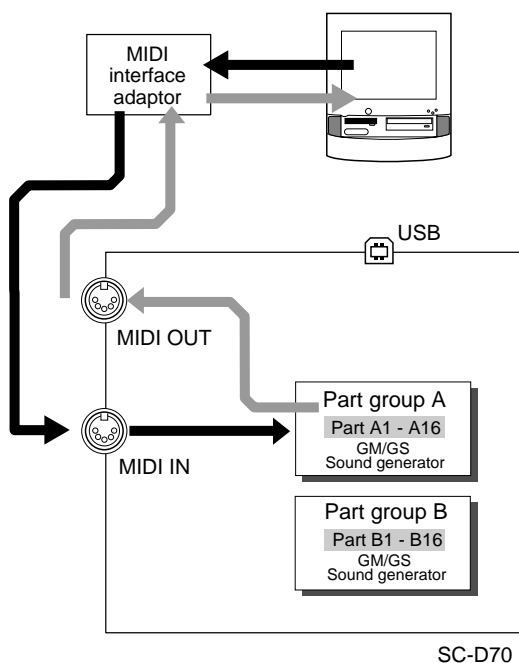 MIDI
interface
adaptor
USB
MIDI OUT
Part group A
Part A1 - A16
GM/GS
Sound generator
MIDI IN
Part group B
Part B1 - B16
GM/GS
Sound generator
SC-D70